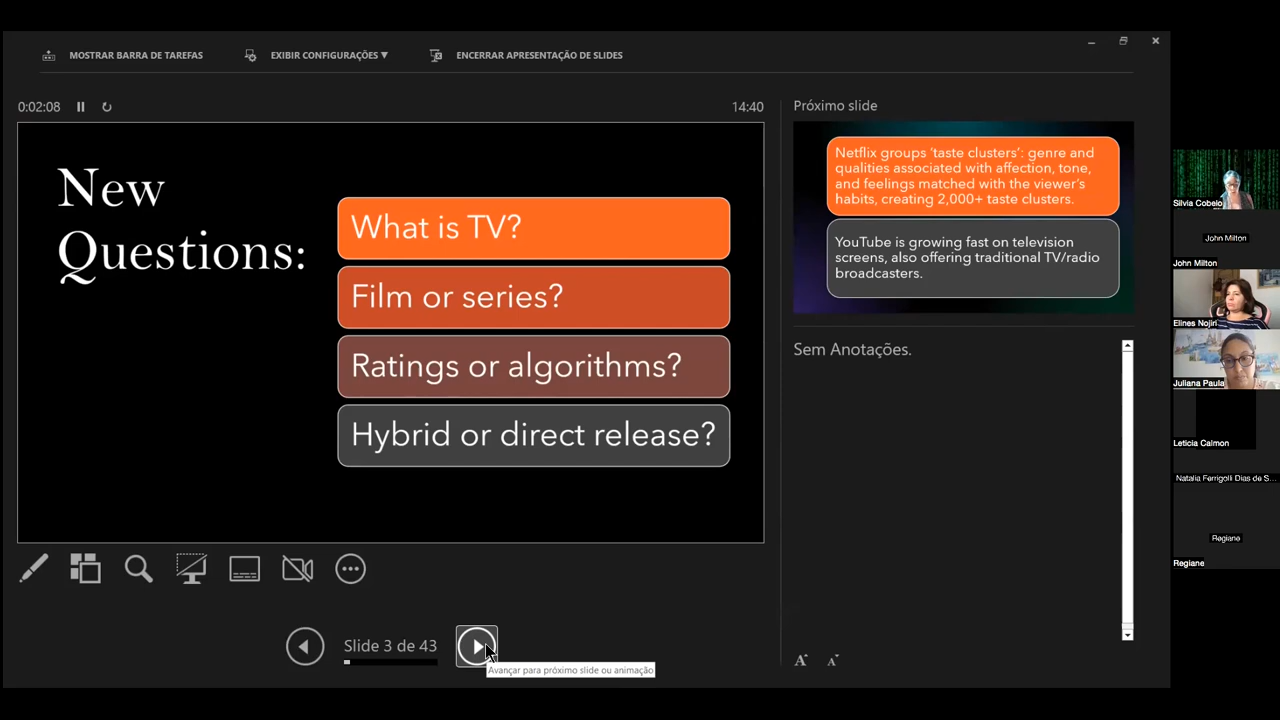 MOSTRAR BARRA DE TAREFAS
EXIBIR CONFIGURAÇÕES ▼
ENCERRAR APRESENTAÇÃO DE SLIDES
0:02:08
14:40
New
Questions:
What is TV?
Film or series?
Ratings or algorithms?
Hybrid or direct release?
Slide 3 de 43
Avançar para próximo slide ou animação
Próximo slide
Netflix groups ‘taste clusters’: genre and
qualities associated with affection, tone,
and feelings matched with the viewer’s
habits, creating 2,000+ taste clusters.
YouTube is growing fast on television
screens, also offering traditional TV/radio
broadcasters.
Sem Anotações.
A
A
Silvia Cobelo
John Milton
John Milton
Elines Nojiri
Juliana Paula
Leticia Calmon
Natalia Ferrigolli Dias de S...
Regiane
Regiane